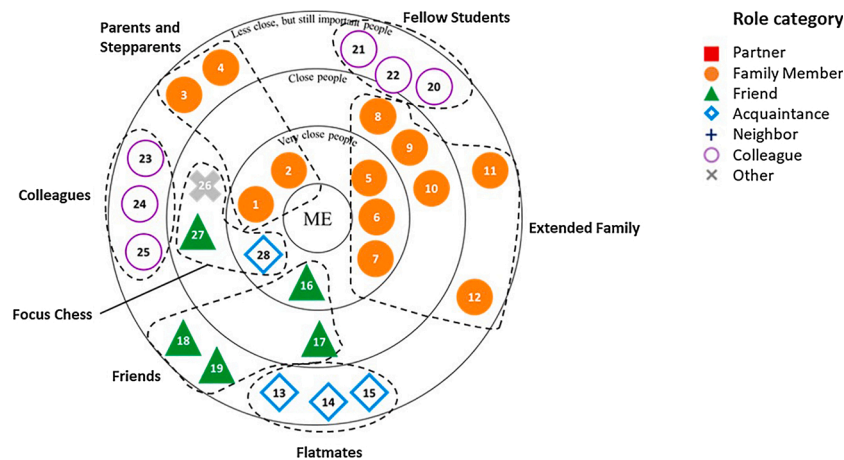 Parents and
Stepparents
Fellow Students
Less close, but still important people
Close people
Very close people
ME
Colleagues
Extended Family
Focus Chess
Friends
Flatmates
1
2
3
4
5
6
7
8
9
10
11
12
13
14
15
16
17
18
19
20
21
22
23
24
25
26
27
28
Role category
Partner
Family Member
Friend
Acquaintance
Neighbor
Colleague
Other